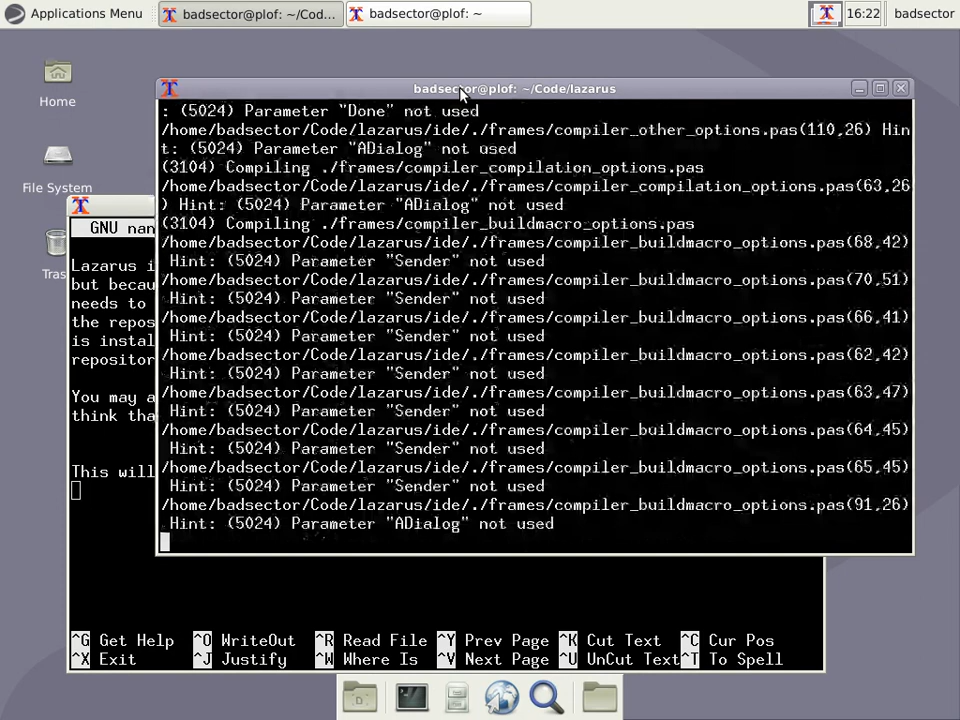 Applications Menu
badsector@plof: ~/Cod...
badsector@plof: ~
16:22
badsector
Home
File System
Tras
badsector@plof: ~/Code/lazarus
: (5024) Parameter "Done" not used
/home/badsector/Code/lazarus/ide/./frames/compiler_other_options.pas(110,26) Hin
t: (5024) Parameter "ADialog" not used
(3104) Compiling ./frames/compiler_compilation_options.pas
/home/badsector/Code/lazarus/ide/./frames/compiler_compilation_options.pas(63,26
) Hint: (5024) Parameter "ADialog" not used
(3104) Compiling ./frames/compiler_buildmacro_options.pas
/home/badsector/Code/lazarus/ide/./frames/compiler_buildmacro_options.pas(68,42)
 Hint: (5024) Parameter "Sender" not used
/home/badsector/Code/lazarus/ide/./frames/compiler_buildmacro_options.pas(70,51)
 Hint: (5024) Parameter "Sender" not used
/home/badsector/Code/lazarus/ide/./frames/compiler_buildmacro_options.pas(66,41)
 Hint: (5024) Parameter "Sender" not used
/home/badsector/Code/lazarus/ide/./frames/compiler_buildmacro_options.pas(62,42)
 Hint: (5024) Parameter "Sender" not used
/home/badsector/Code/lazarus/ide/./frames/compiler_buildmacro_options.pas(63,47)
 Hint: (5024) Parameter "Sender" not used
/home/badsector/Code/lazarus/ide/./frames/compiler_buildmacro_options.pas(64,45)
 Hint: (5024) Parameter "Sender" not used
/home/badsector/Code/lazarus/ide/./frames/compiler_buildmacro_options.pas(65,45)
 Hint: (5024) Parameter "Sender" not used
/home/badsector/Code/lazarus/ide/./frames/compiler_buildmacro_options.pas(91,26)
 Hint: (5024) Parameter "ADialog" not used
GNU nan
Lazarus i
but becau
needs to
the repos
is instal
repositor
You may a
think tha
This will
^G Get Help ^O WriteOut ^R Read File ^Y Prev Page ^K Cut Text ^C Cur Pos
^X Exit ^J Justify ^W Where Is ^V Next Page ^U UnCut Text ^T To Spell